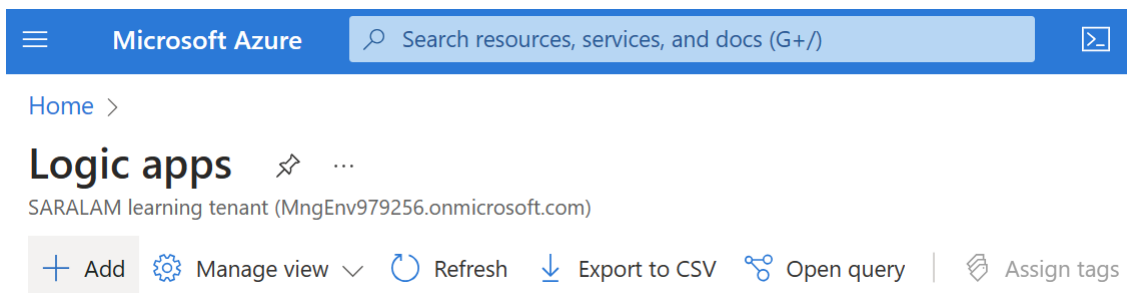 Microsoft Azure Search resources, services, and docs (G+/)
Home >
Logic apps ...
SARALAM learning tenant (MngEnv979256.onmicrosoft.com)
+ Add Manage view Refresh Export to CSV Open query Assign tags